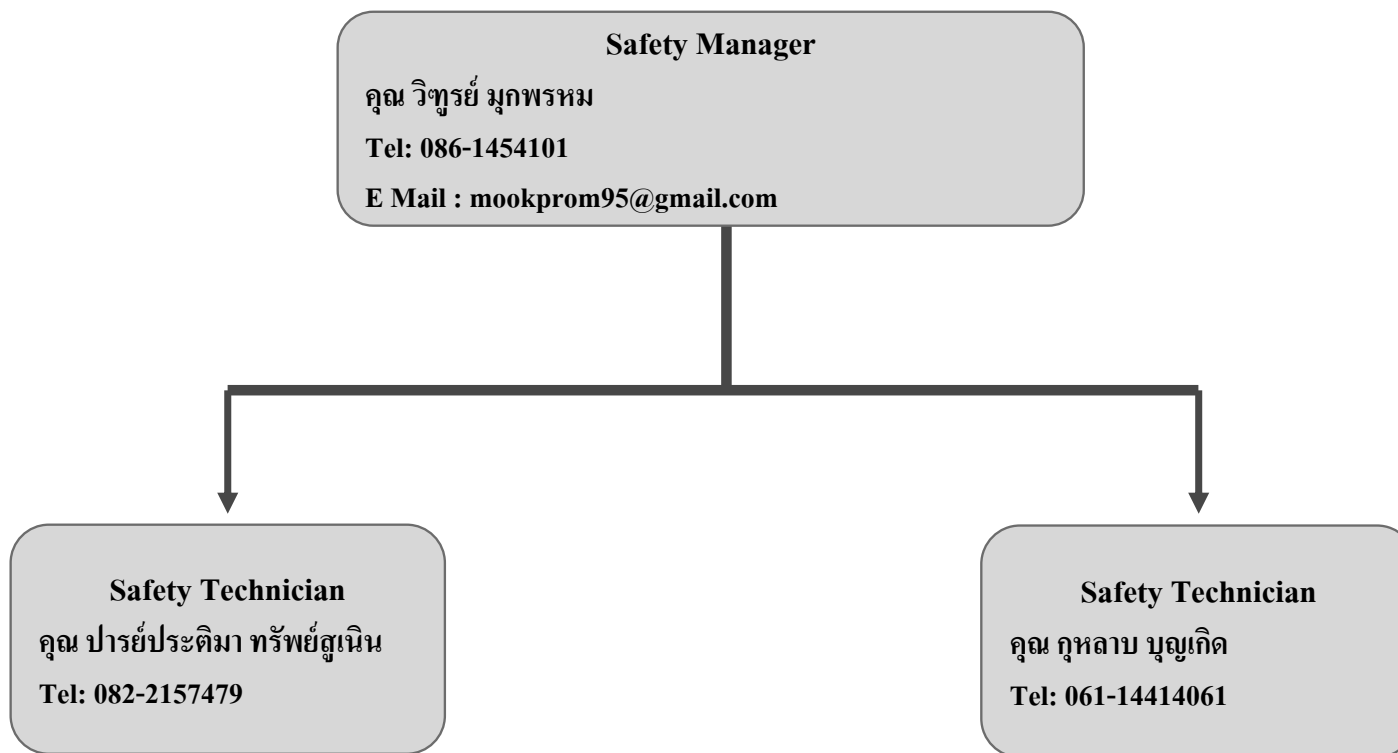 Safety Manager
คุณ วิฑูรย์ มุกพรหม
Tel: 086-1454101
E Mail : mookprom95@gmail.com
Safety Technician
คุณ ปารย์ประติมา ทรัพย์สูเนิน
Tel: 082-2157479
Safety Technician
คุณ กุหลาบ บุญเกิด
Tel: 061-14414061